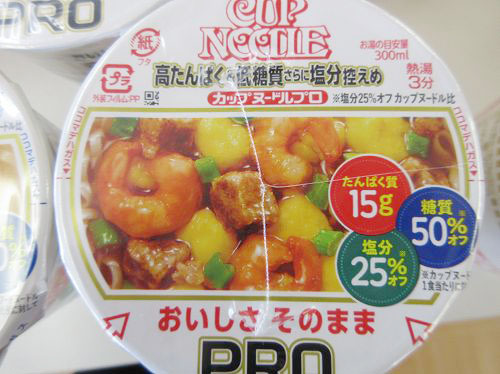 PRO
CUP
NOODLE
紙
フタ
プラ
外装フィルム:PP
お湯の目安量
300ml
熱湯
3分
高たんぱく&低糖質さらに塩分控えめ
カップヌードルプロ
※塩分25%オフ カップヌードル比
たんぱく質
15g
糖質※
50%オフ
塩分※
25%オフ
※カップヌード
1食当たりに
おいしさ そのまま
PRO